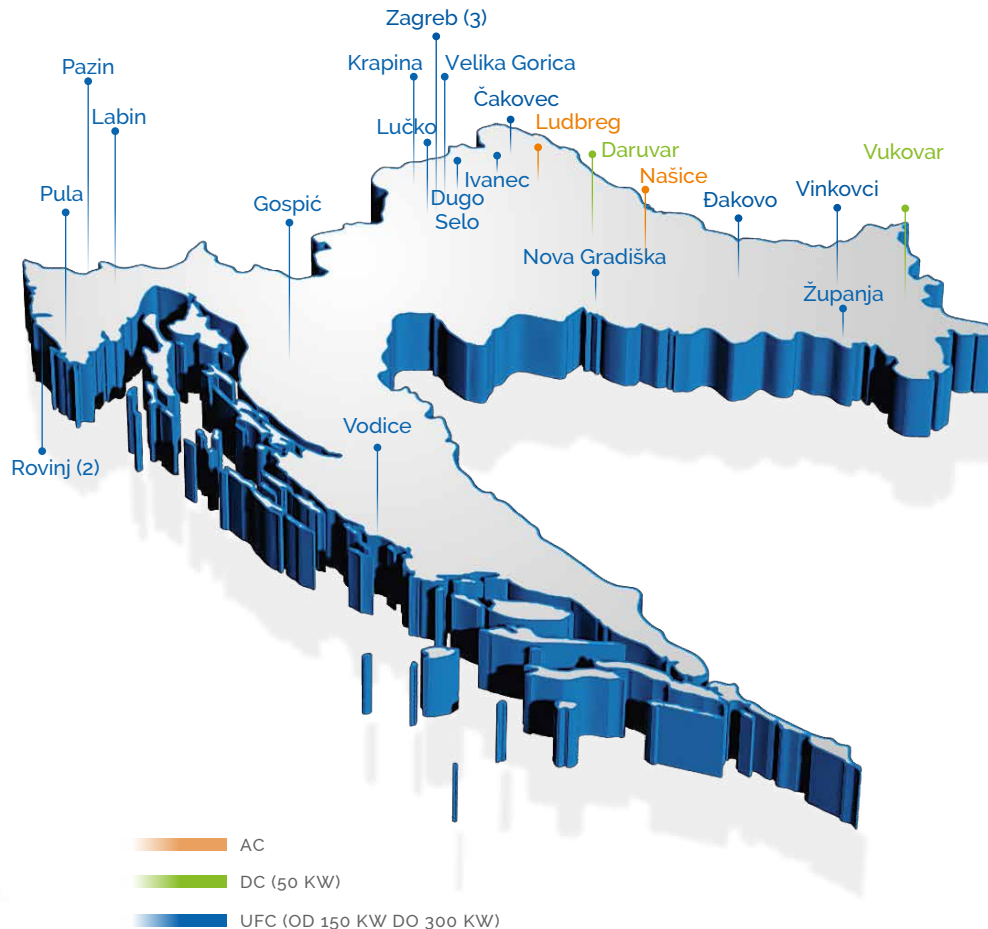 Zagreb (3)
Pazin
Krapina
Velika Gorica
Čakovec
Labin
Lučko
Ludbreg
Daruvar
Vukovar
Ivanec
Našice
Pula
Gospić
Dugo
Selo
Đakovo
Vinkovci
Nova Gradiška
Županja
Vodice
Rovinj (2)
AC
DC (50 KW)
UFC (OD 150 KW DO 300 KW)